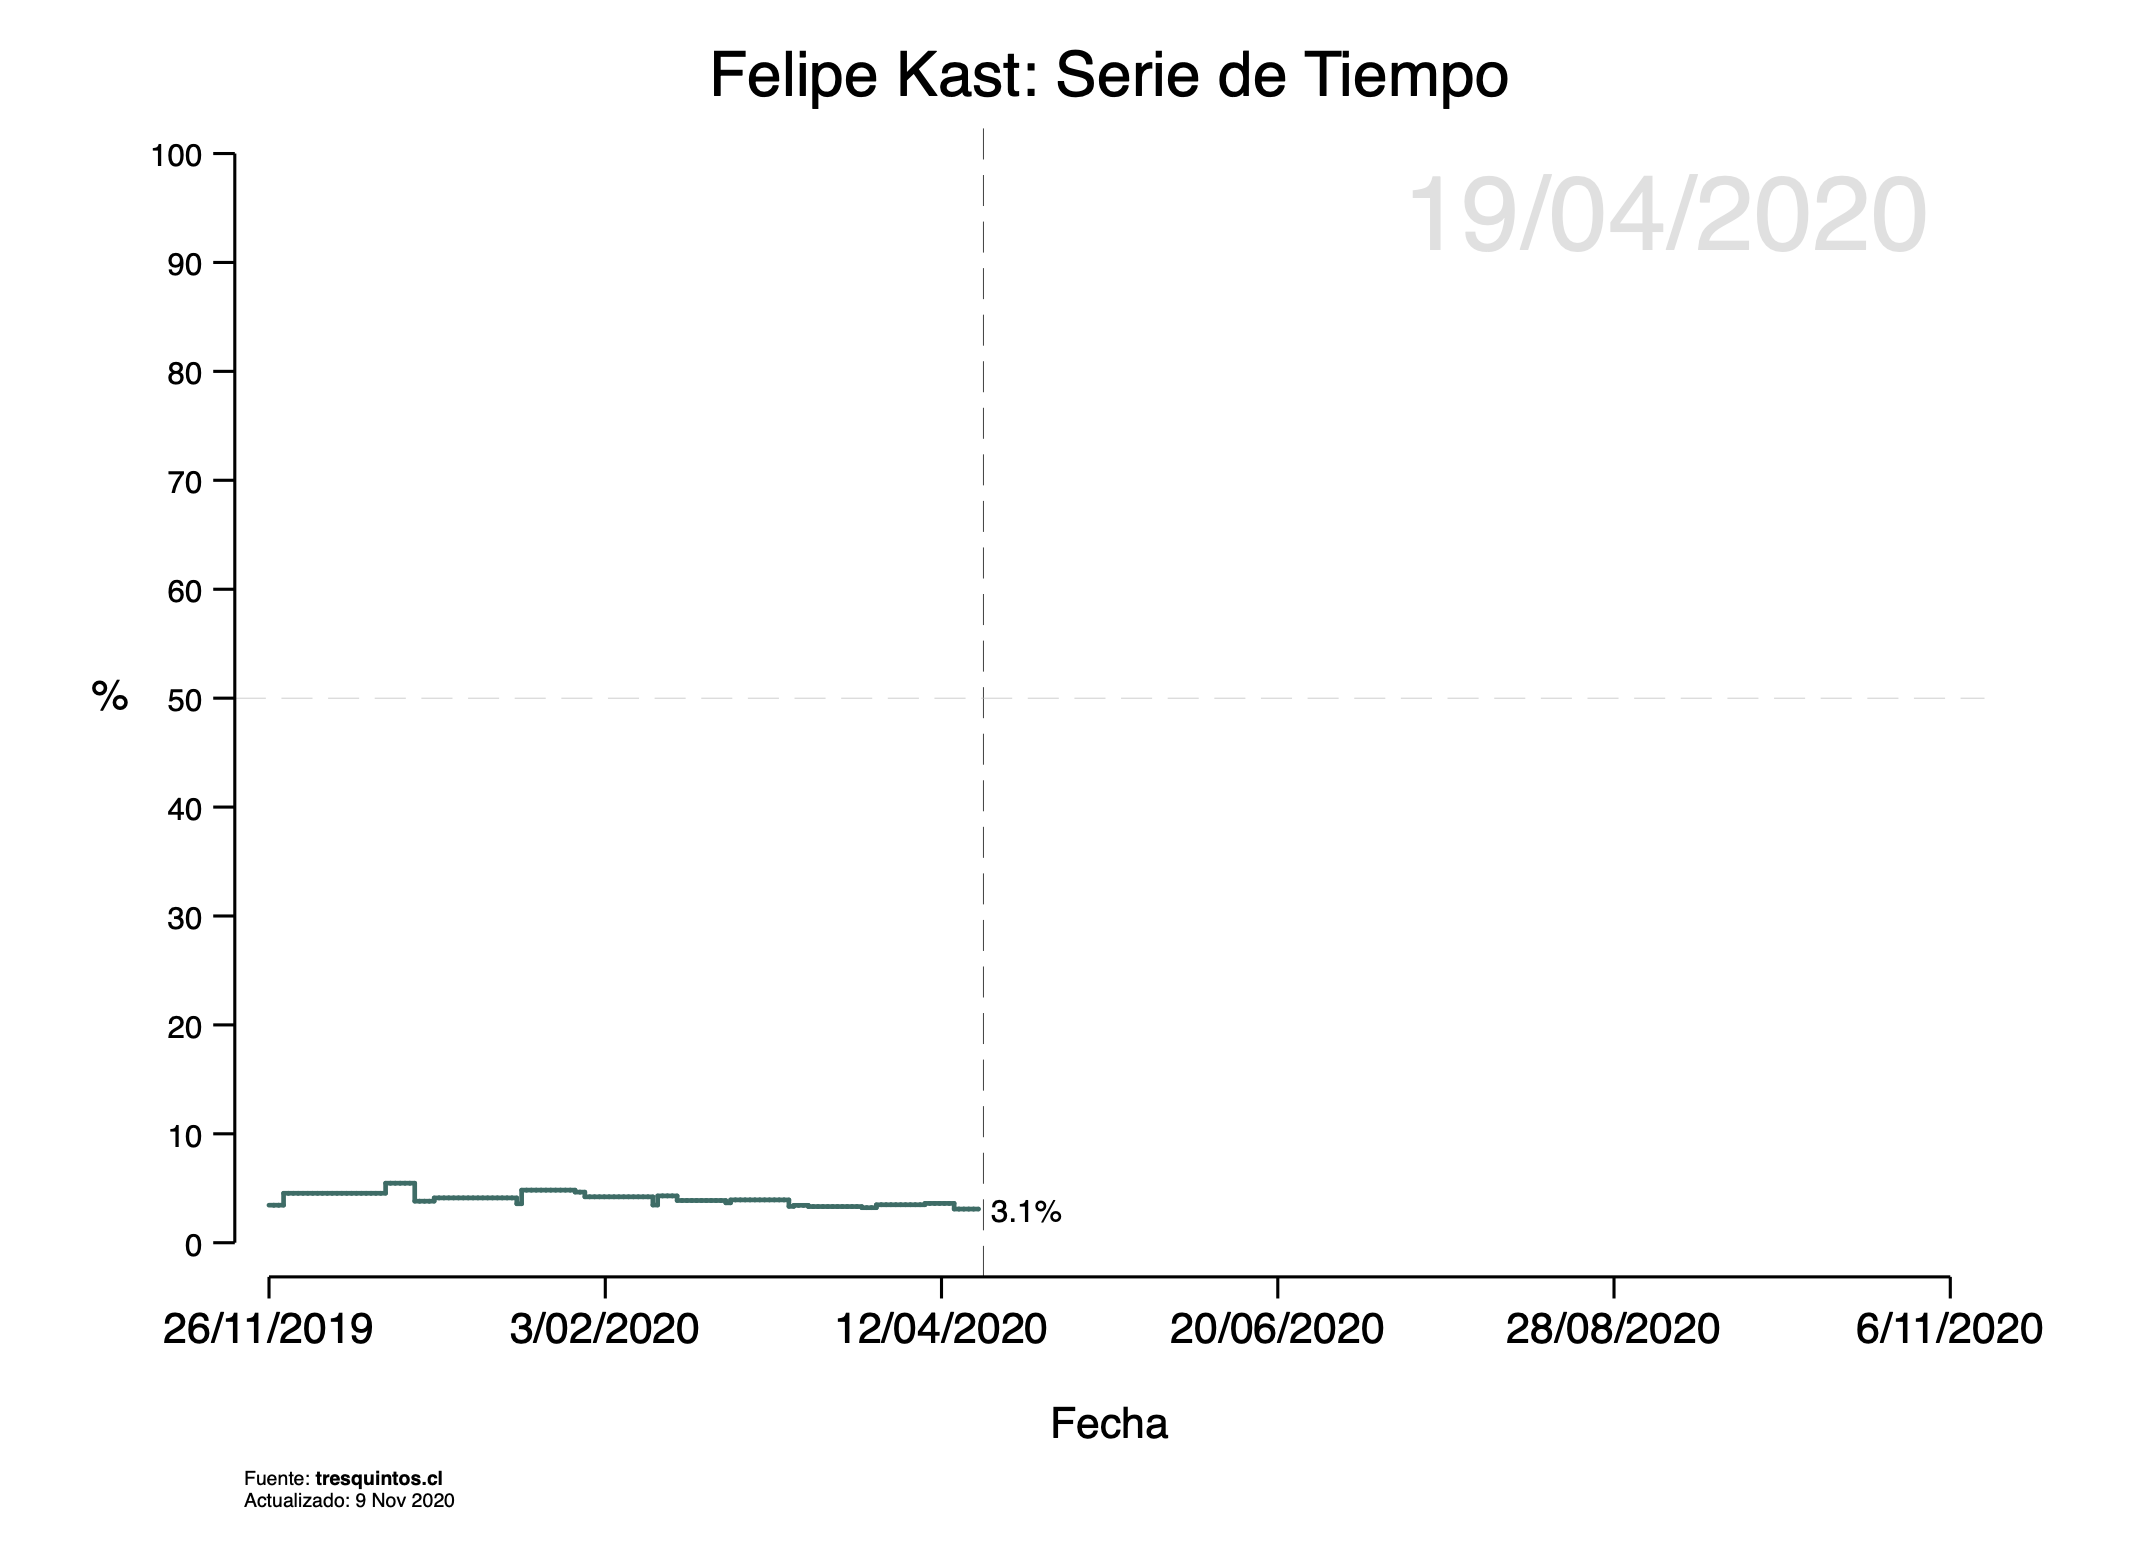 Felipe Kast: Serie de Tiempo
19/04/2020
100
90
80
70
60
50
40
30
20
10
0
%
3.1%
26/11/2019 3/02/2020 12/04/2020 20/06/2020 28/08/2020 6/11/2020
Fecha
Fuente: tresquintos.cl
Actualizado: 9 Nov 2020